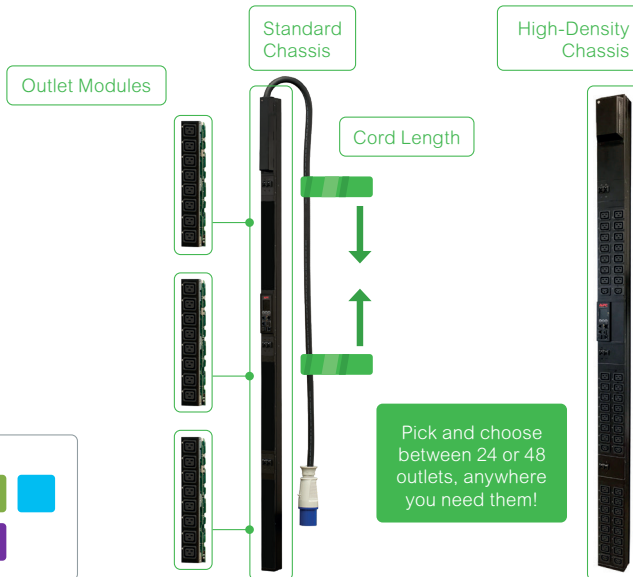 Standard
Chassis
High-Density
Chassis
Outlet Modules
Cord Length
Pick and choose
between 24 or 48
outlets, anywhere
you need them!